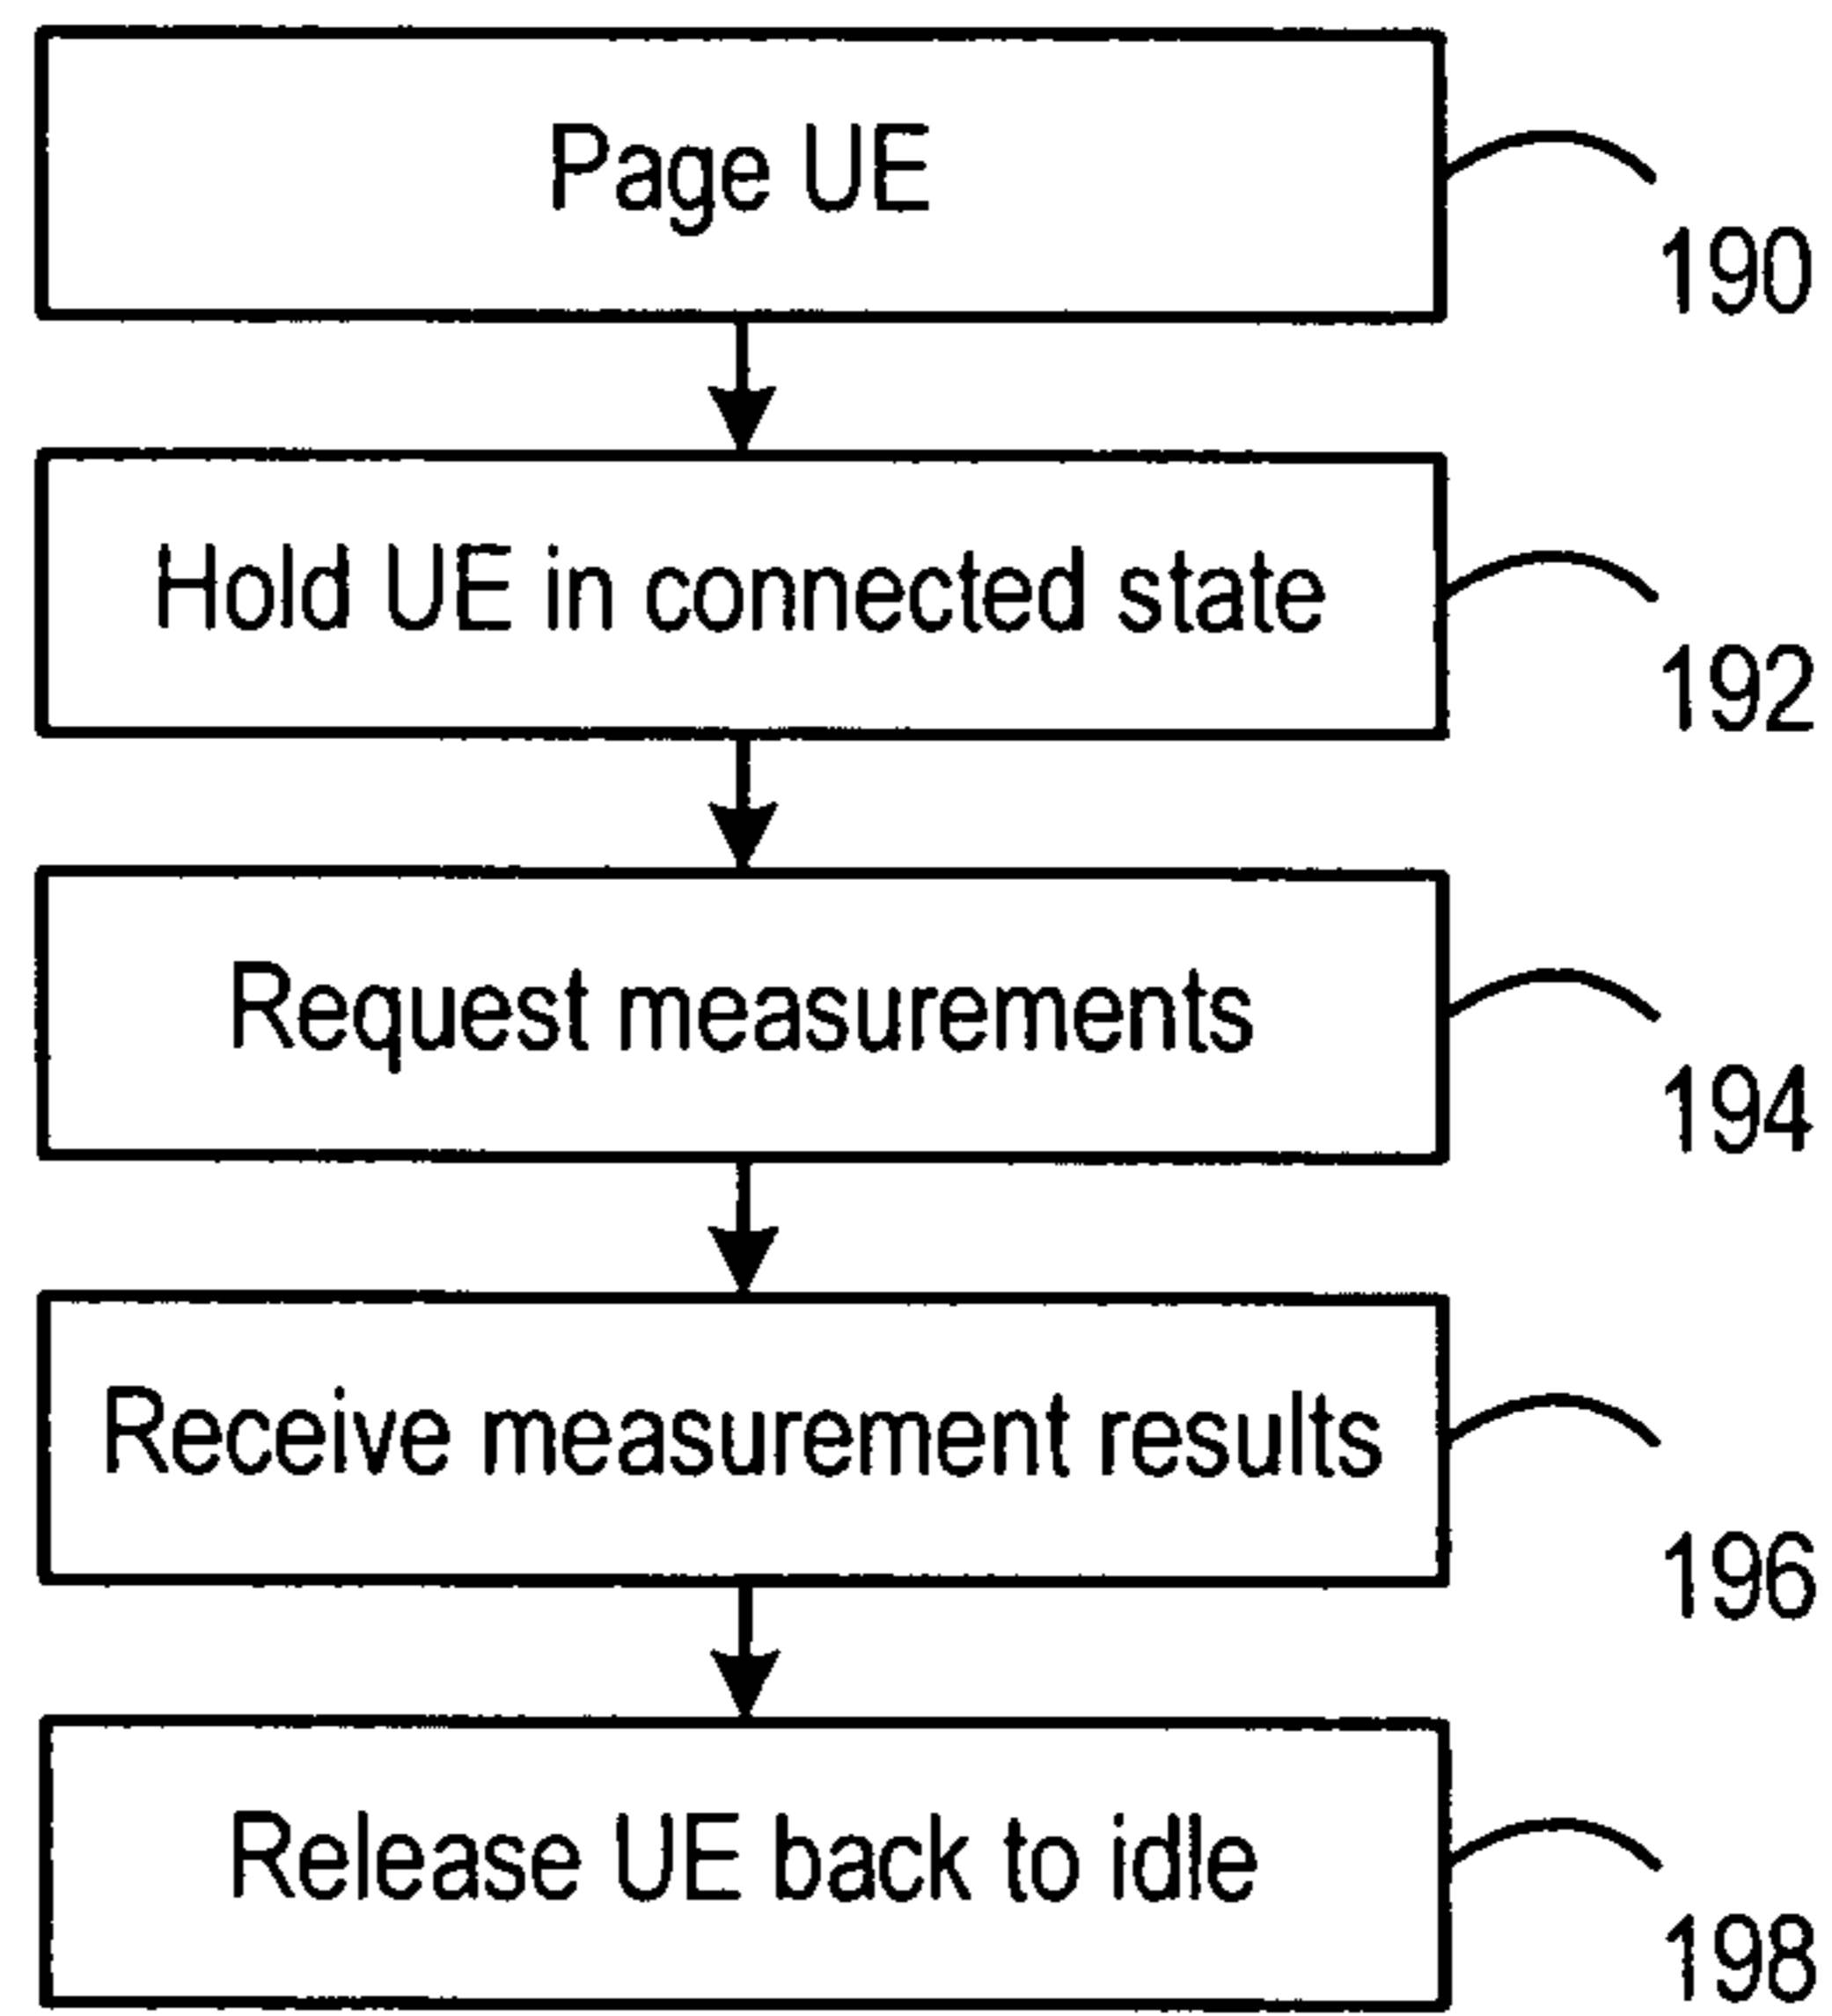 Page UE
190
Hold UE in connected state
192
Request measurements
194
Receive measurement results
196
Release UE back to idle
198